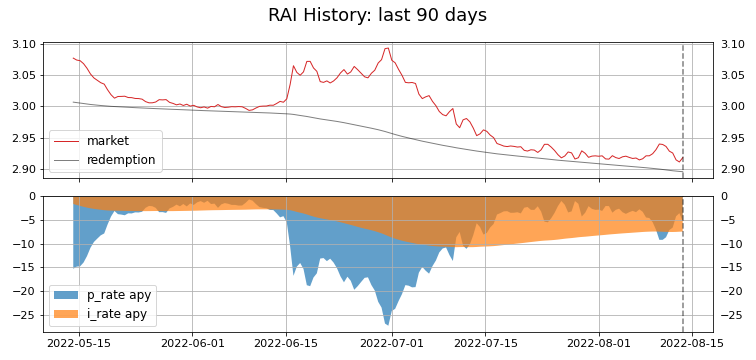 RAI History: last 90 days
3.10 3.10
3.05 3.05
3.00 3.00
2.95 2.95
2.90 2.90
market
redemption
0 0
−5 −5
−10 −10
−15 −15
−20 −20
−25 −25
p_rate apy
i_rate apy
2022-05-15 2022-06-01 2022-06-15 2022-07-01 2022-07-15 2022-08-01 2022-08-15